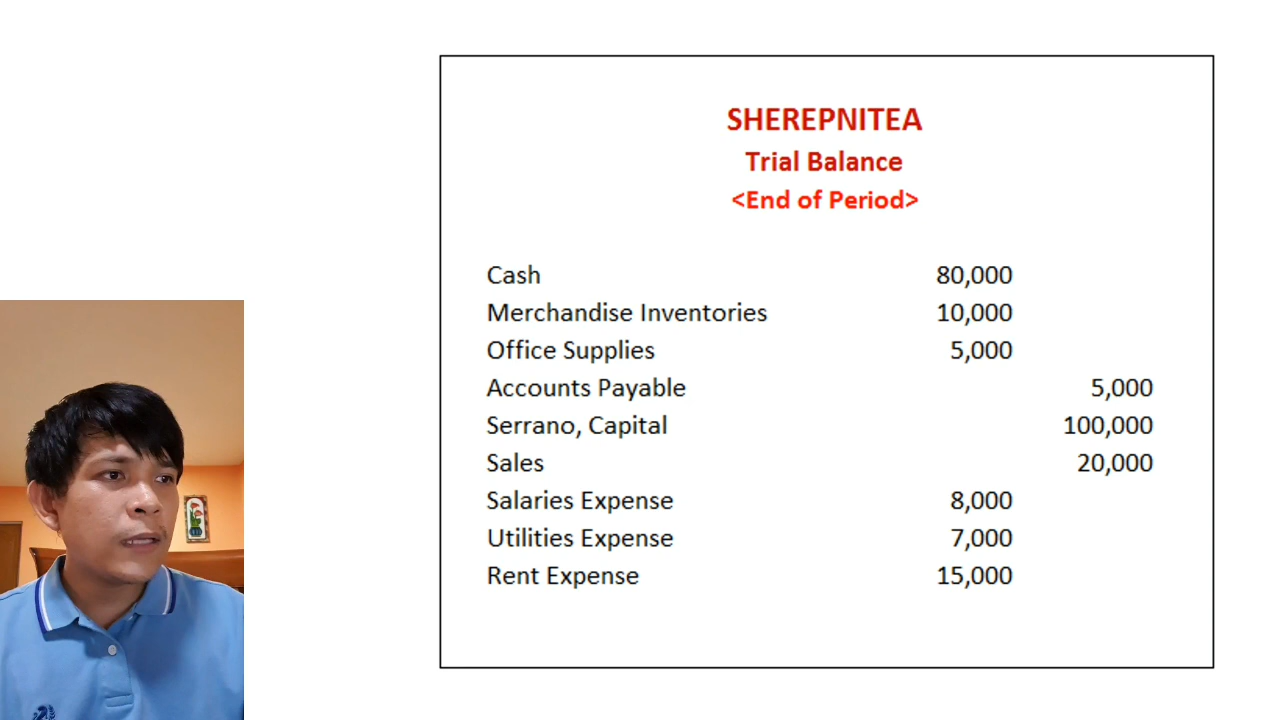 SHEREPNITEA
Trial Balance
<End of Period>
Cash 80,000
Merchandise Inventories 10,000
Office Supplies 5,000
Accounts Payable 5,000
Serrano, Capital 100,000
Sales 20,000
Salaries Expense 8,000
Utilities Expense 7,000
Rent Expense 15,000